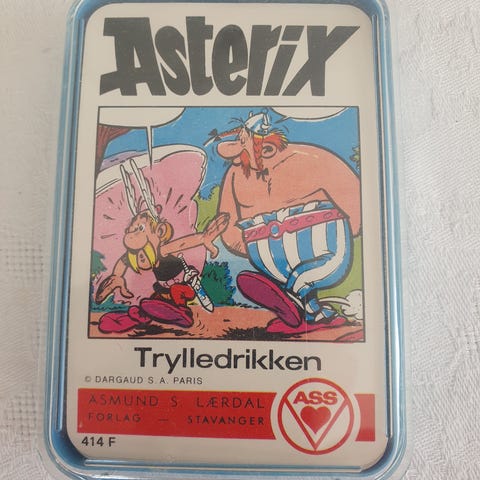 Asterix
Trylledrikken
© DARGAUD S. A. PARIS
ASMUND S. LÆRDAL
FORLAG — STAVANGER
ASS
414 F